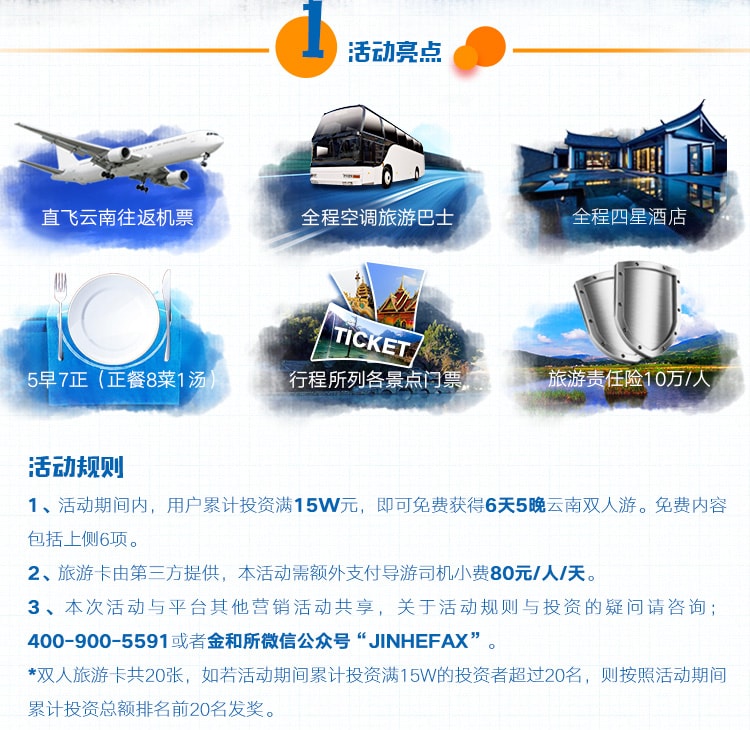 1 活动亮点
直飞云南往返机票
全程空调旅游巴士
全程四星酒店
TICKET
5早7正（正餐8菜1汤）
行程所列各景点门票
旅游责任险10万/人
活动规则
1、活动期间内，用户累计投资满15W元，即可免费获得6天5晚云南双人游。免费内容
包括上侧6项。
2、旅游卡由第三方提供，本活动需额外支付导游司机小费80元/人/天。
3、本次活动与平台其他营销活动共享，关于活动规则与投资的疑问请咨询；
400-900-5591或者金和所微信公众号“JINHEFAX”。
*双人旅游卡共20张，如若活动期间累计投资满15W的投资者超过20名，则按照活动期间
累计投资总额排名前20名发奖。